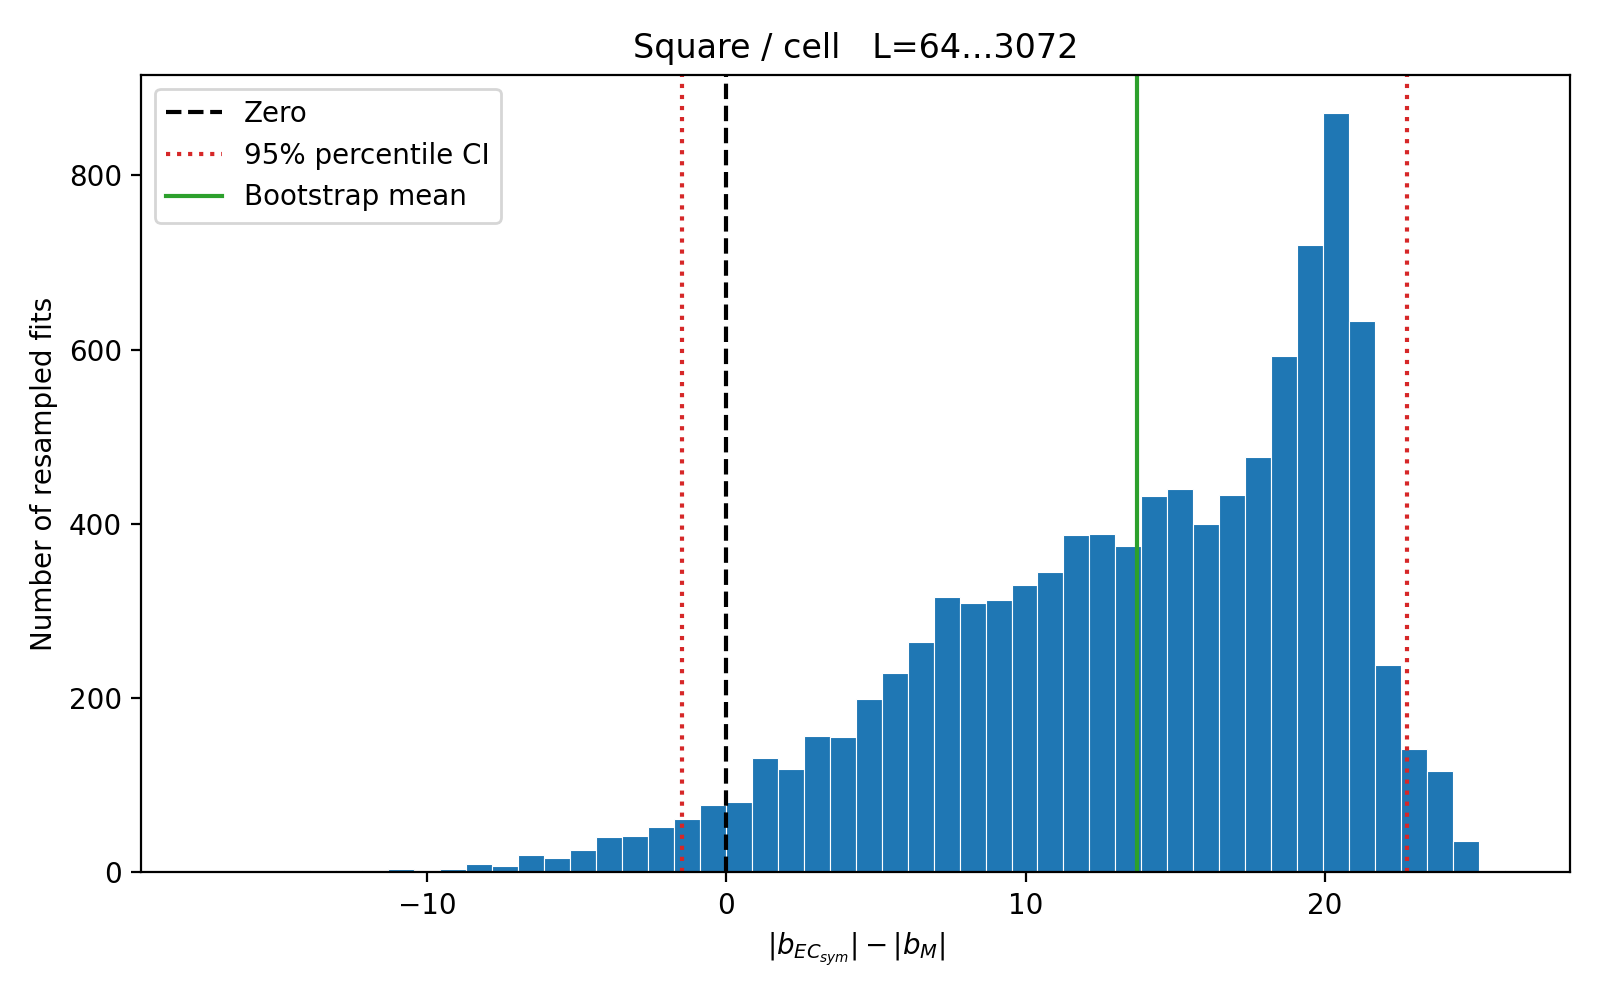 Square / cell   L=64...3072
Zero
95% percentile CI
Bootstrap mean
Number of resampled fits
800
600
400
200
0
−10 0 10 20
|b_{EC_{sym}}| − |b_M|